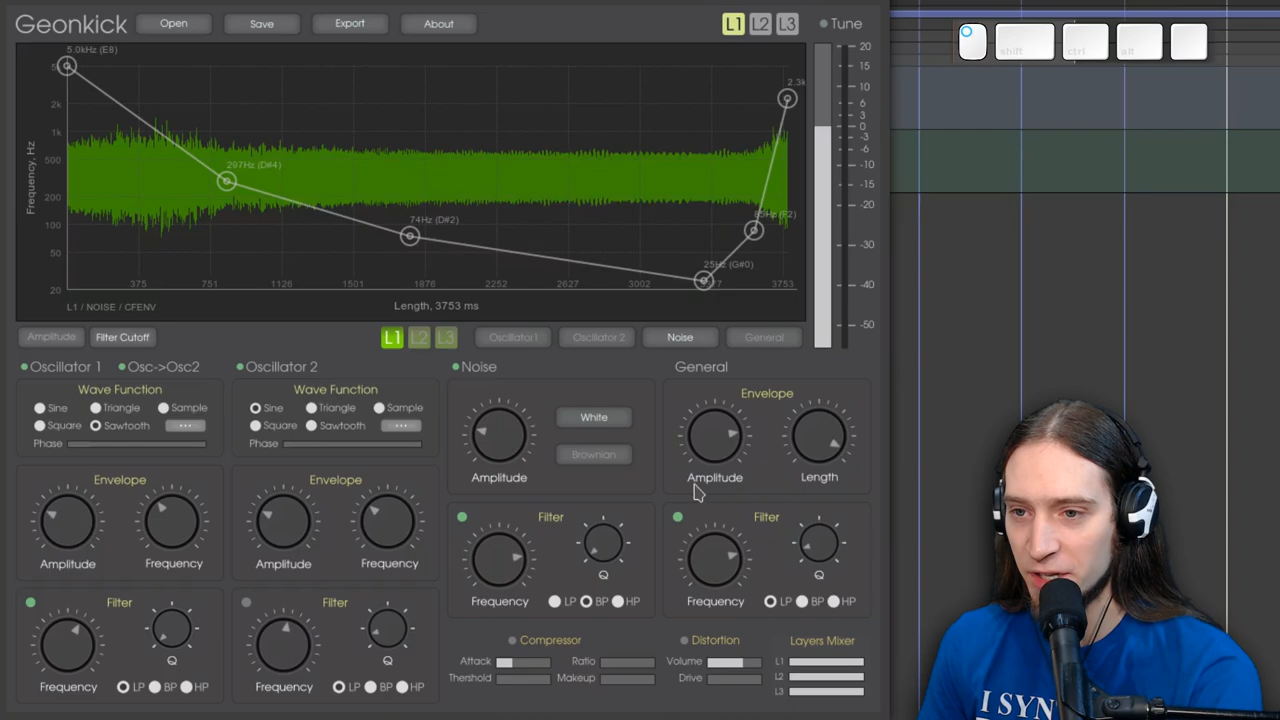 Geonkick Open Save Export About L1 L2 L3 Tune
shift ctrl alt
5.0kHz (E8)
2.3k
297Hz (D#4)
74Hz (D#2)
25Hz (G#0)
Frequency, Hz
2k
1k
500
200
100
50
20
375 751 1126 1501 1876 2252 2627 3002 3753
L1 / NOISE / CFENV
Length, 3753 ms
20
15
10
6
3
0
-3
-6
-10
-15
-20
-30
-40
-50
Amplitude Filter Cutoff L1 L2 L3 Oscillator1 Oscillator 2 Noise General
Oscillator 1 Osc->Osc2 Oscillator 2 Noise General
Wave Function
Sine Triangle Sample
Square Sawtooth ...
Phase
Envelope
Amplitude Frequency
Filter
Q
Frequency LP BP HP
Wave Function
Sine Triangle Sample
Square Sawtooth ...
Phase
Envelope
Amplitude Frequency
Filter
Q
Frequency LP BP HP
White
Brownian
Amplitude
Filter
Q
Frequency LP BP HP
Envelope
Amplitude Length
Filter
Q
Frequency LP BP HP
Compressor
Attack Ratio
Thershold Makeup
Distortion
Volume
Drive
Layers Mixer
L1
L2
L3
I SYN